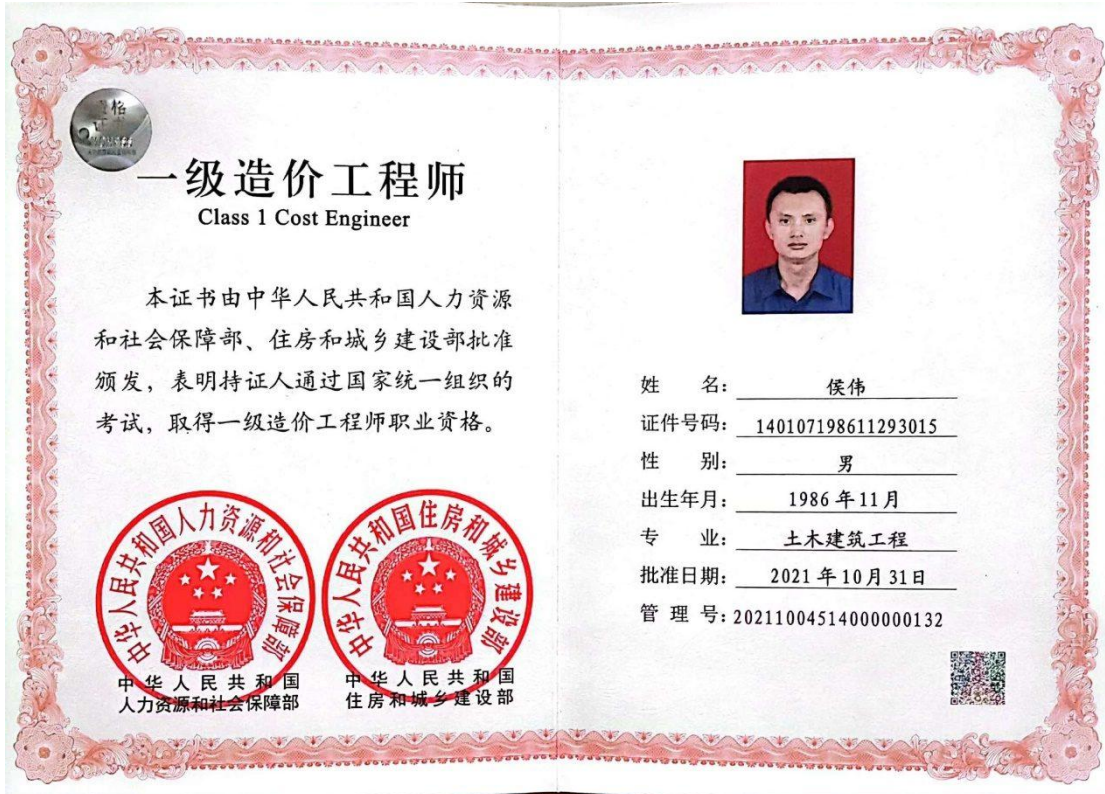 一级造价工程师
Class 1 Cost Engineer
本证书由中华人民共和国人力资源
和社会保障部、住房和城乡建设部批准
颁发，表明持证人通过国家统一组织的
考试，取得一级造价工程师职业资格。
中华人民共和国人力资源和社会保障部
中华人民共和国住房和城乡建设部
中华人民共和国
人力资源和社会保障部
中华人民共和国
住房和城乡建设部
姓 名：侯伟
证件号码：140107198611293015
性 别：男
出生年月：1986年11月
专 业：土木建筑工程
批准日期：2021年10月31日
管 理 号：20211004514000000132